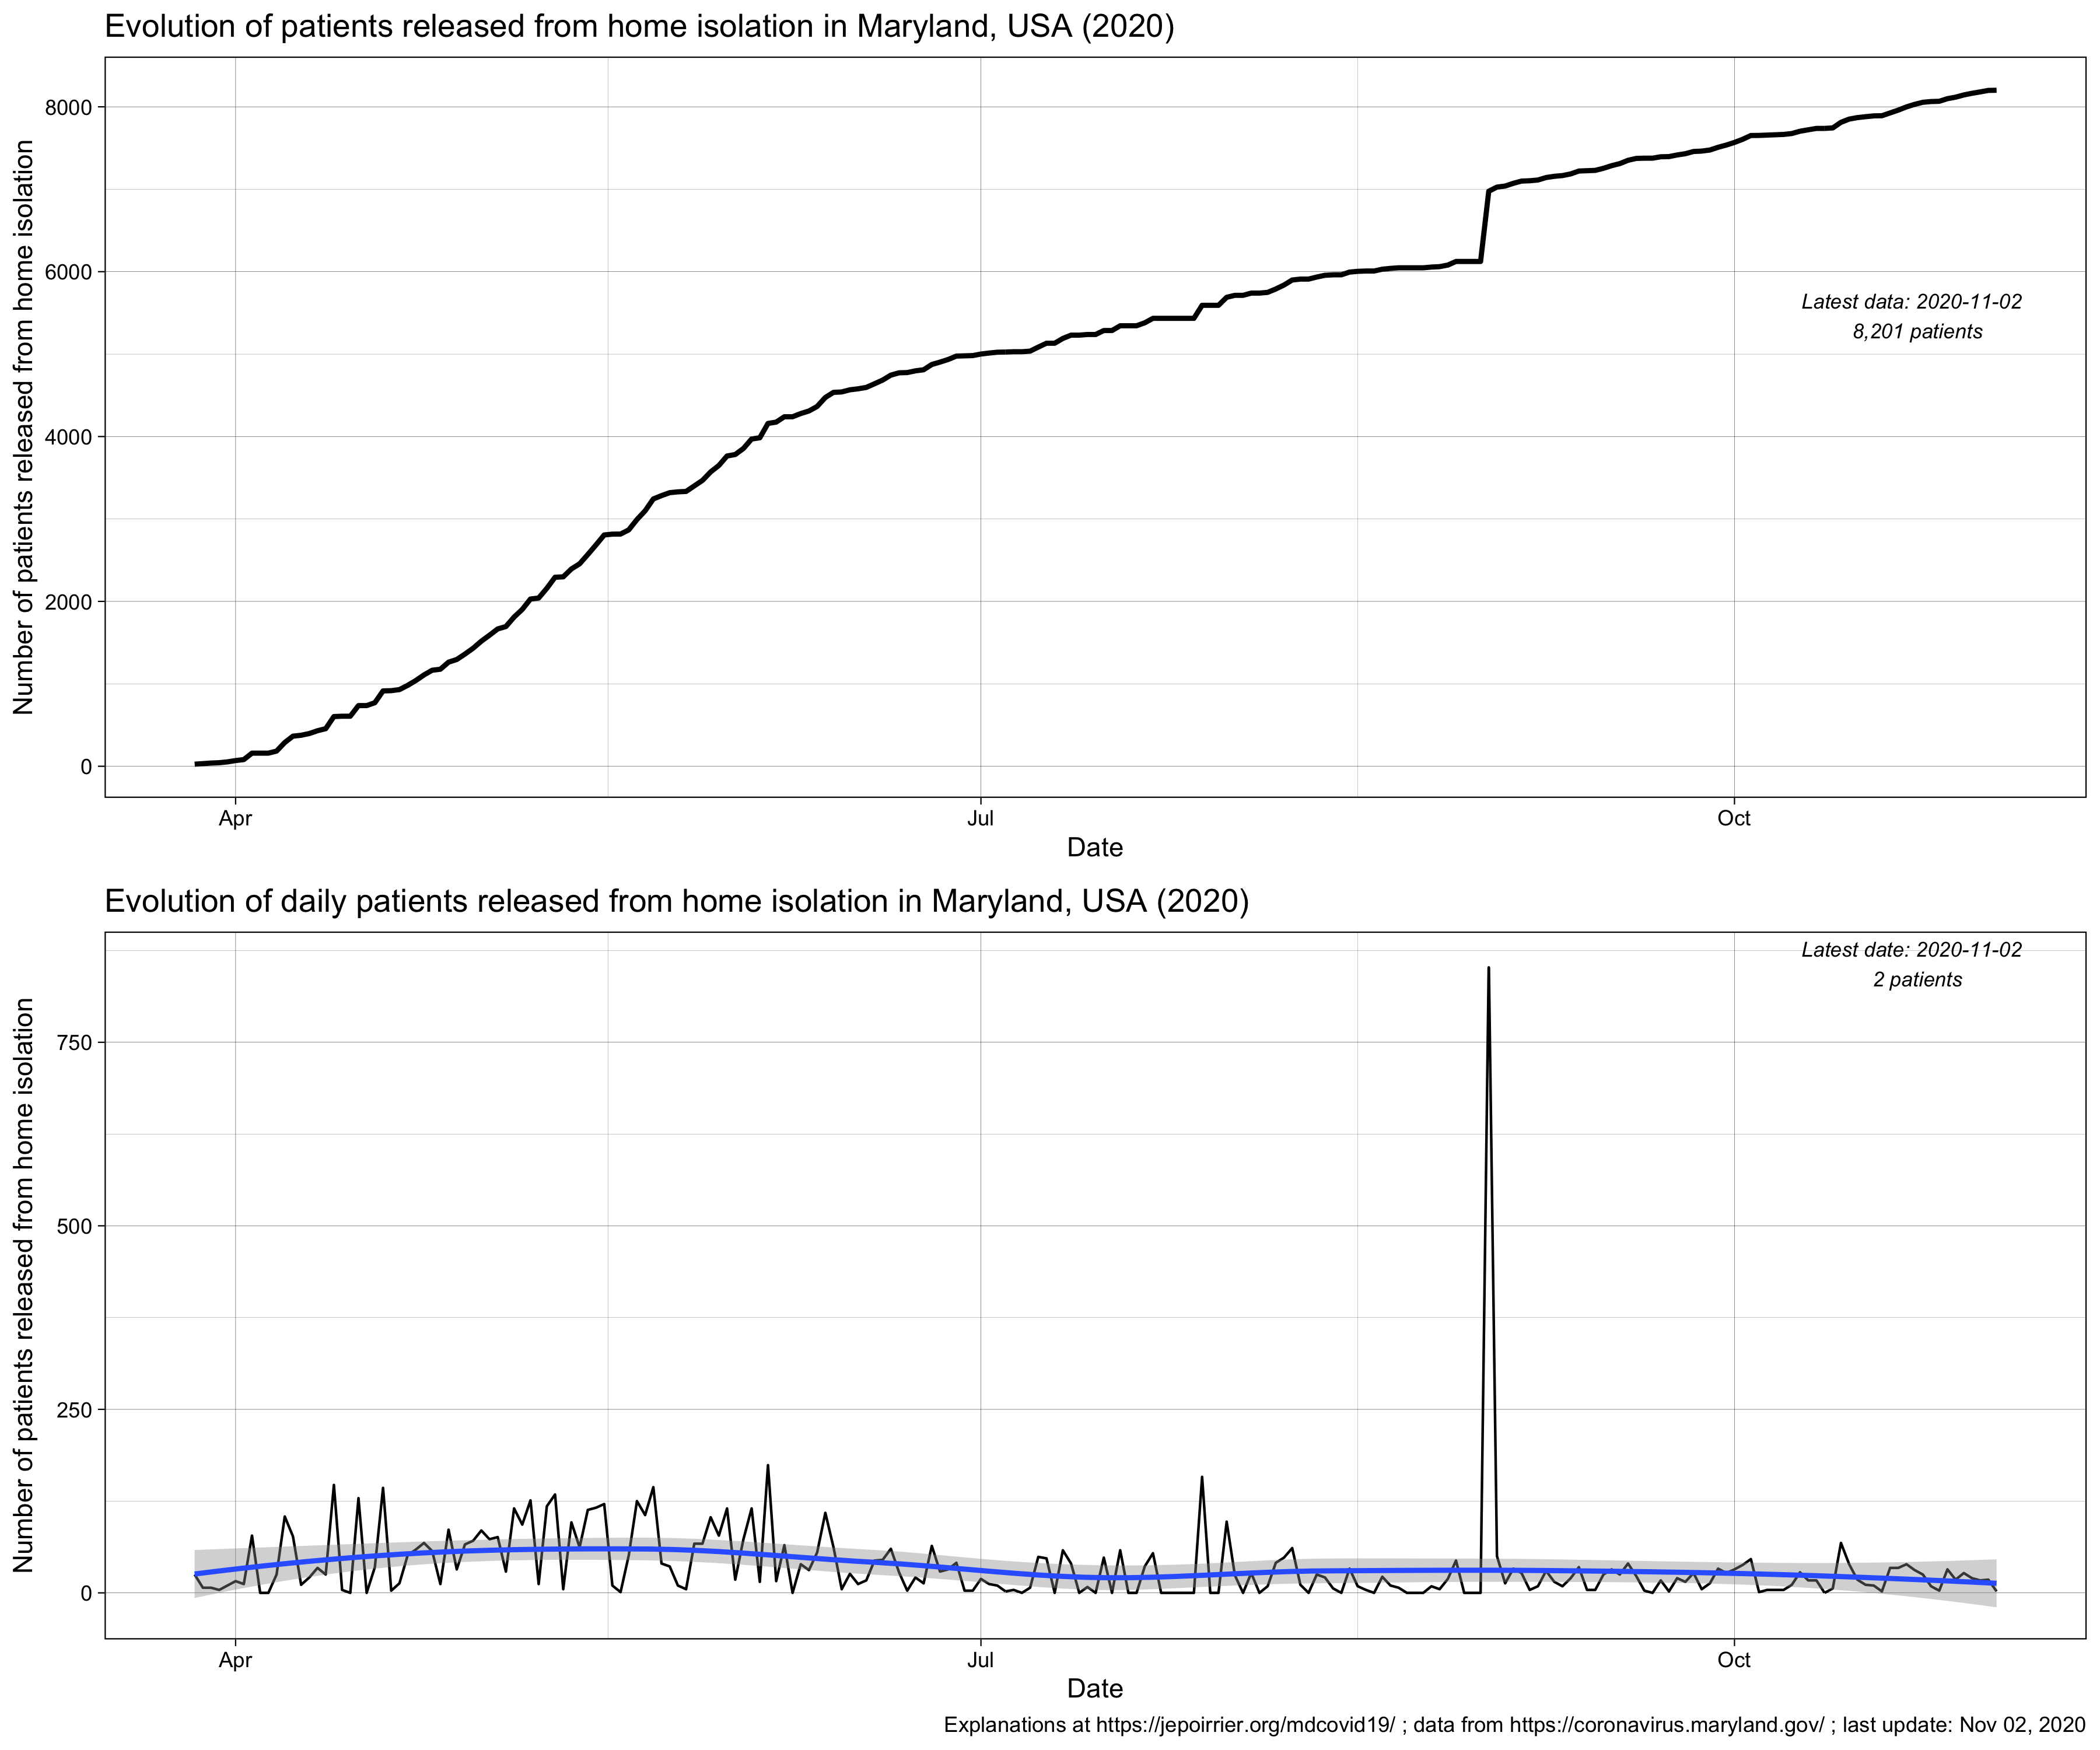 Evolution of patients released from home isolation in Maryland, USA (2020)
Number of patients released from home isolation
8000
6000
4000
2000
0
Latest data: 2020-11-02
8,201 patients
Apr
Jul
Oct
Date
Evolution of daily patients released from home isolation in Maryland, USA (2020)
Number of patients released from home isolation
750
500
250
0
Latest date: 2020-11-02
2 patients
Apr
Jul
Oct
Date
Explanations at https://jepoirrier.org/mdcovid19/ ; data from https://coronavirus.maryland.gov/ ; last update: Nov 02, 2020